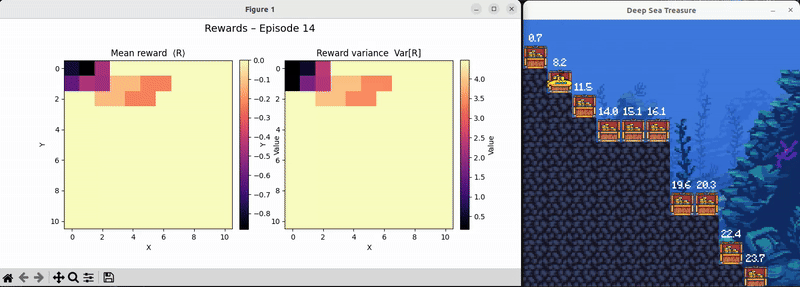 Figure 1
Rewards – Episode 14
Mean reward ⟨R⟩
0
2
4
6
8
10
Y
0 2 4 6 8 10
X
0.0
−0.1
−0.2
−0.3
−0.4
−0.5
−0.6
−0.7
−0.8
Value
Reward variance Var[R]
0
2
4
6
8
10
Y
0 2 4 6 8 10
X
4.0
3.5
3.0
2.5
2.0
1.5
1.0
0.5
Value
Deep Sea Treasure
0.7
8.2
11.5
14.0 15.1 16.1
19.6 20.3
22.4
23.7